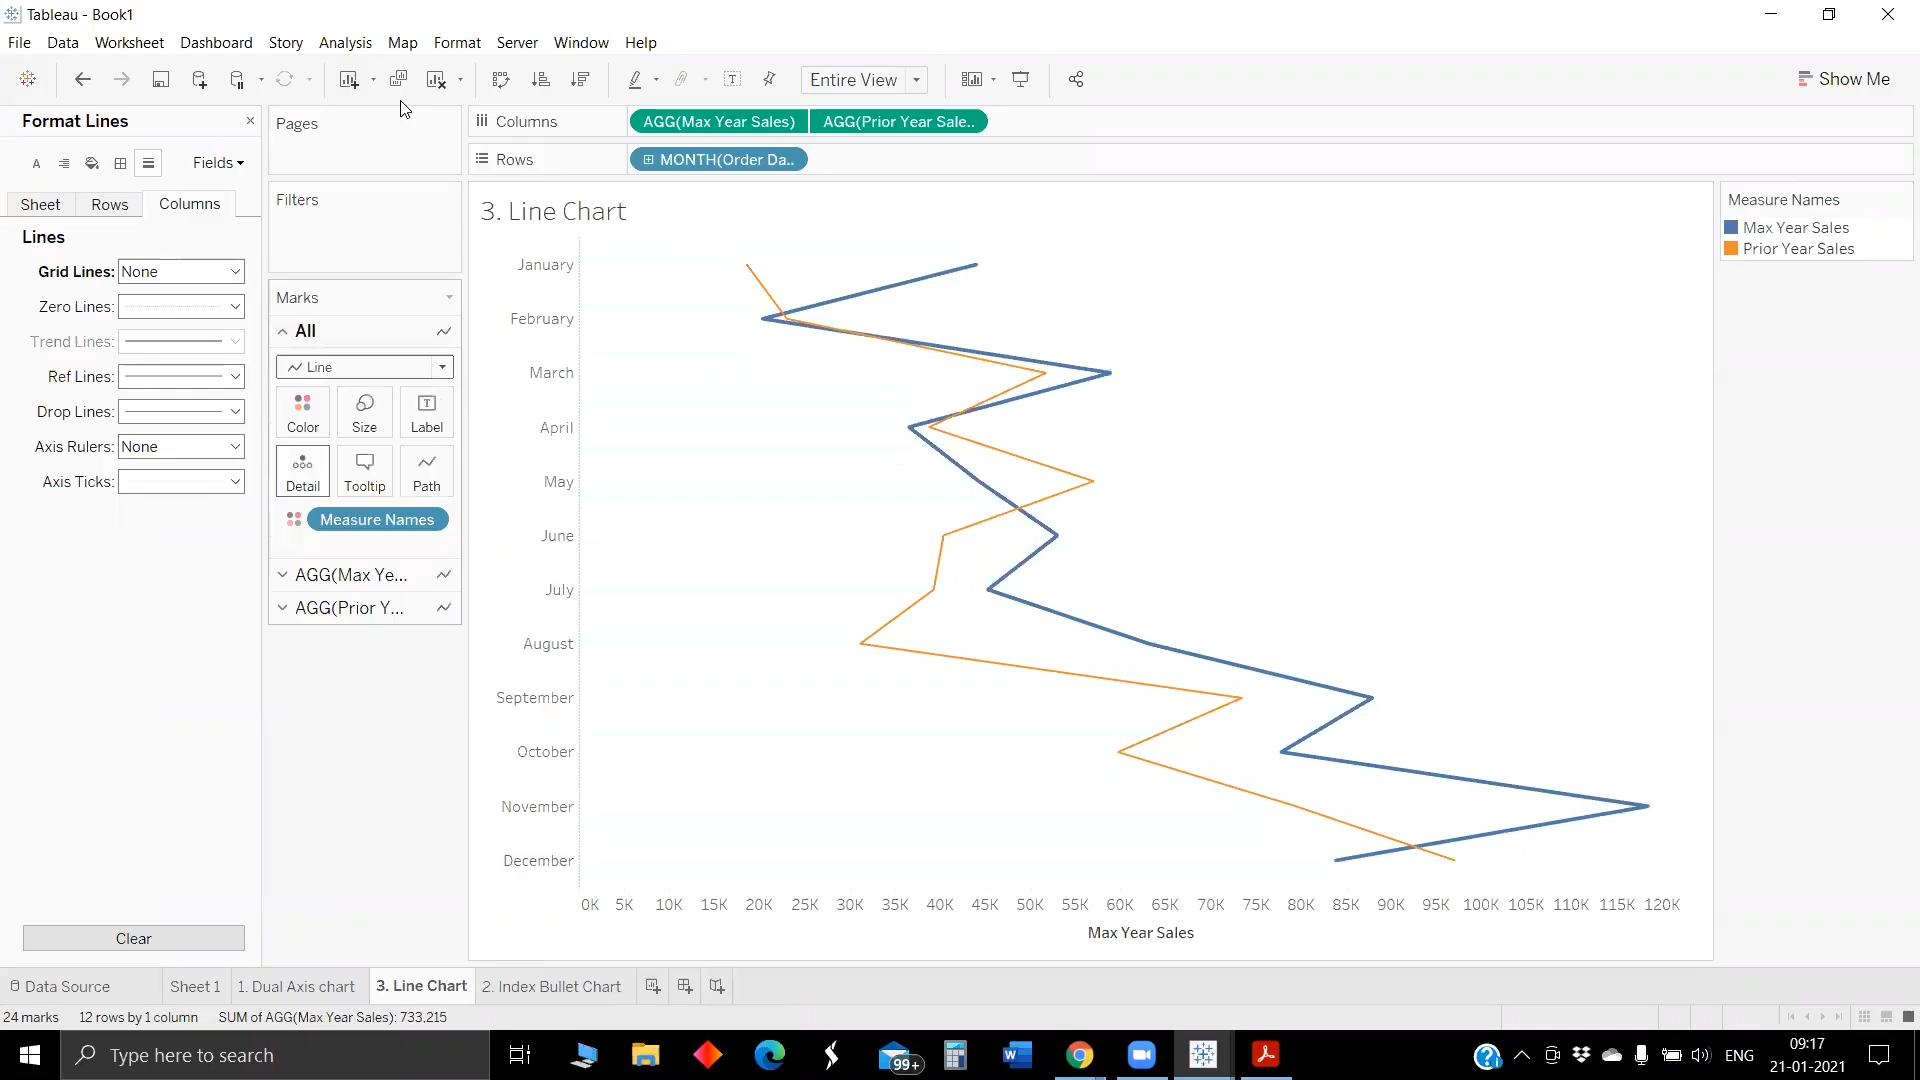 Tableau - Book1
File Data Worksheet Dashboard Story Analysis Map Format Server Window Help
Entire View
Show Me
Format Lines
Fields
Sheet Rows Columns
Lines
Grid Lines: None
Zero Lines:
Trend Lines:
Ref Lines:
Drop Lines:
Axis Rulers: None
Axis Ticks:
Clear
Pages
Filters
Marks
All
Line
Color Size Label
Detail Tooltip Path
Measure Names
AGG(Max Ye...
AGG(Prior Y...
Columns AGG(Max Year Sales) AGG(Prior Year Sale..
Rows MONTH(Order Da..
3. Line Chart
January
February
March
April
May
June
July
August
September
October
November
December
0K 5K 10K 15K 20K 25K 30K 35K 40K 45K 50K 55K 60K 65K 70K 75K 80K 85K 90K 95K 100K 105K 110K 115K 120K
Max Year Sales
Measure Names
Max Year Sales
Prior Year Sales
Data Source Sheet 1 1. Dual Axis chart 3. Line Chart 2. Index Bullet Chart
24 marks 12 rows by 1 column SUM of AGG(Max Year Sales): 733,215
Type here to search
99+
ENG
09:17
21-01-2021